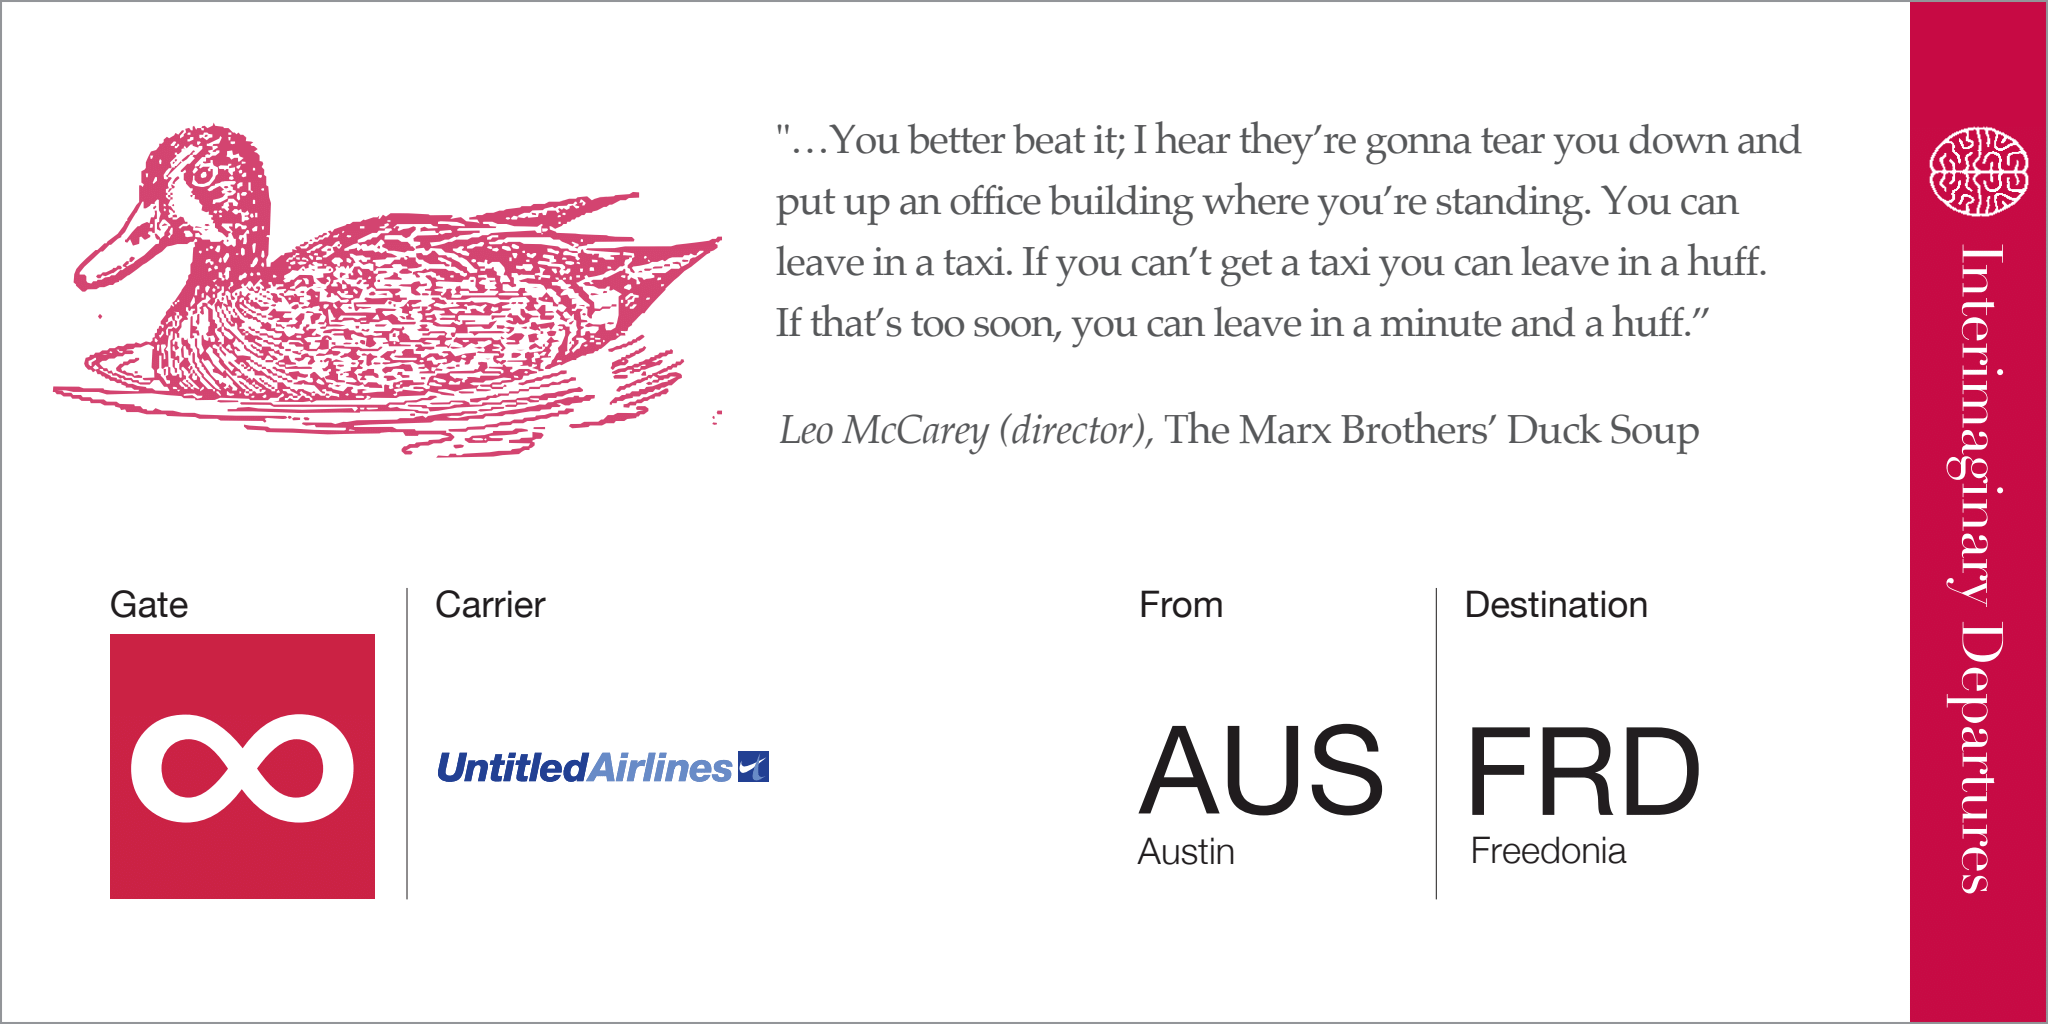 "…You better beat it; I hear they’re gonna tear you down and
put up an office building where you’re standing. You can
leave in a taxi. If you can’t get a taxi you can leave in a huff.
If that’s too soon, you can leave in a minute and a huff.”
Leo McCarey (director), The Marx Brothers’ Duck Soup
Gate
∞
Carrier
UntitledAirlines
From
AUS
Austin
Destination
FRD
Freedonia
Interimaginary Departures